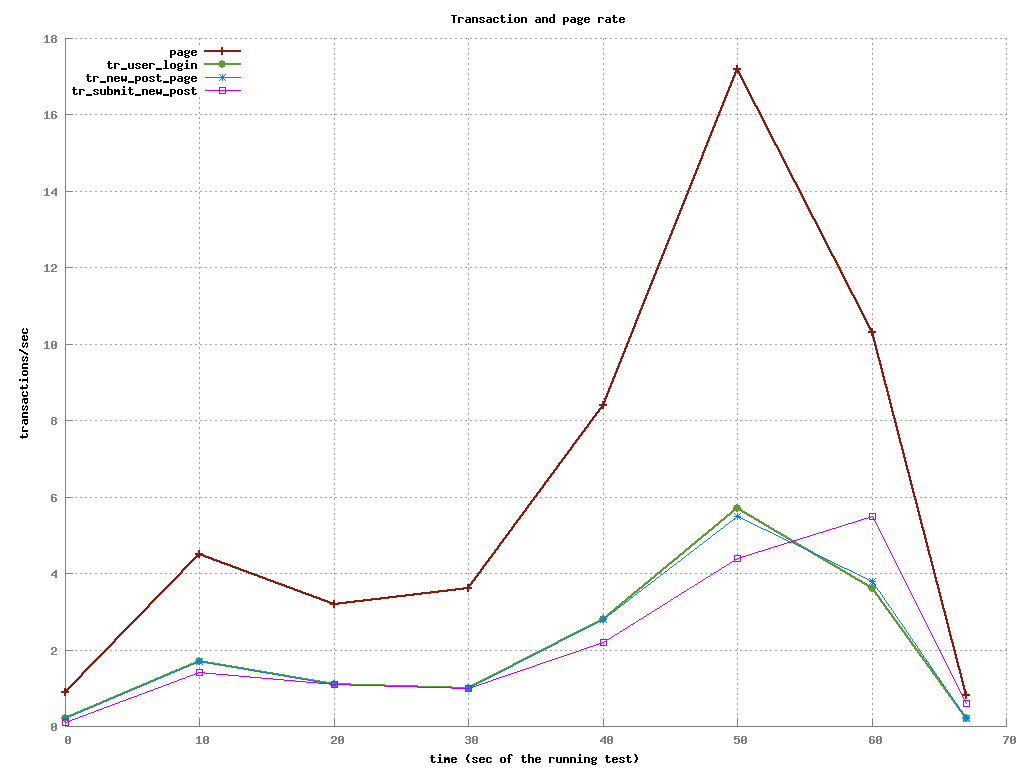 Transaction and page rate
18
16
14
12
10
8
6
4
2
0
page
tr_user_login
tr_new_post_page
tr_submit_new_post
transactions/sec
0 10 20 30 40 50 60 70
time (sec of the running test)